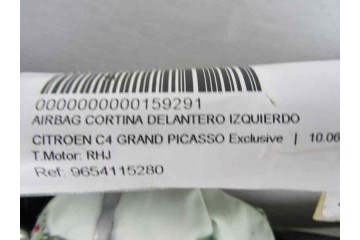 0000000000159291
AIRBAG CORTINA DELANTERO IZQUIERDO
CITROEN C4 GRAND PICASSO Exclusive | 10.06
T.Motor: RHJ
Ref: 9654115280